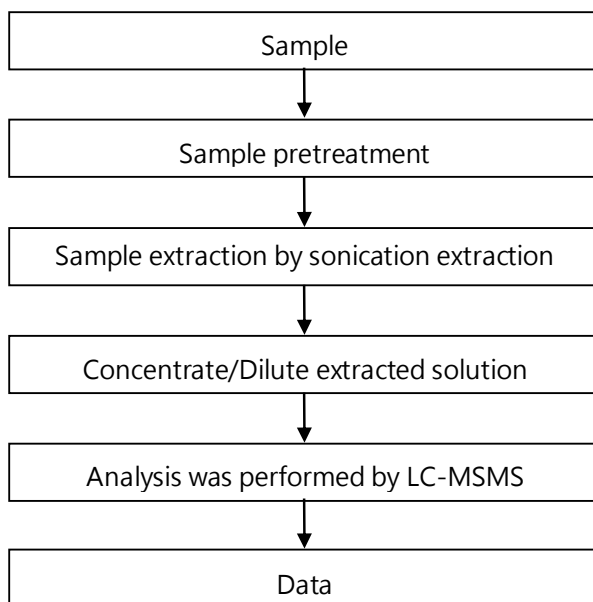 Sample
Sample pretreatment
Sample extraction by sonication extraction
Concentrate/Dilute extracted solution
Analysis was performed by LC-MSMS
Data